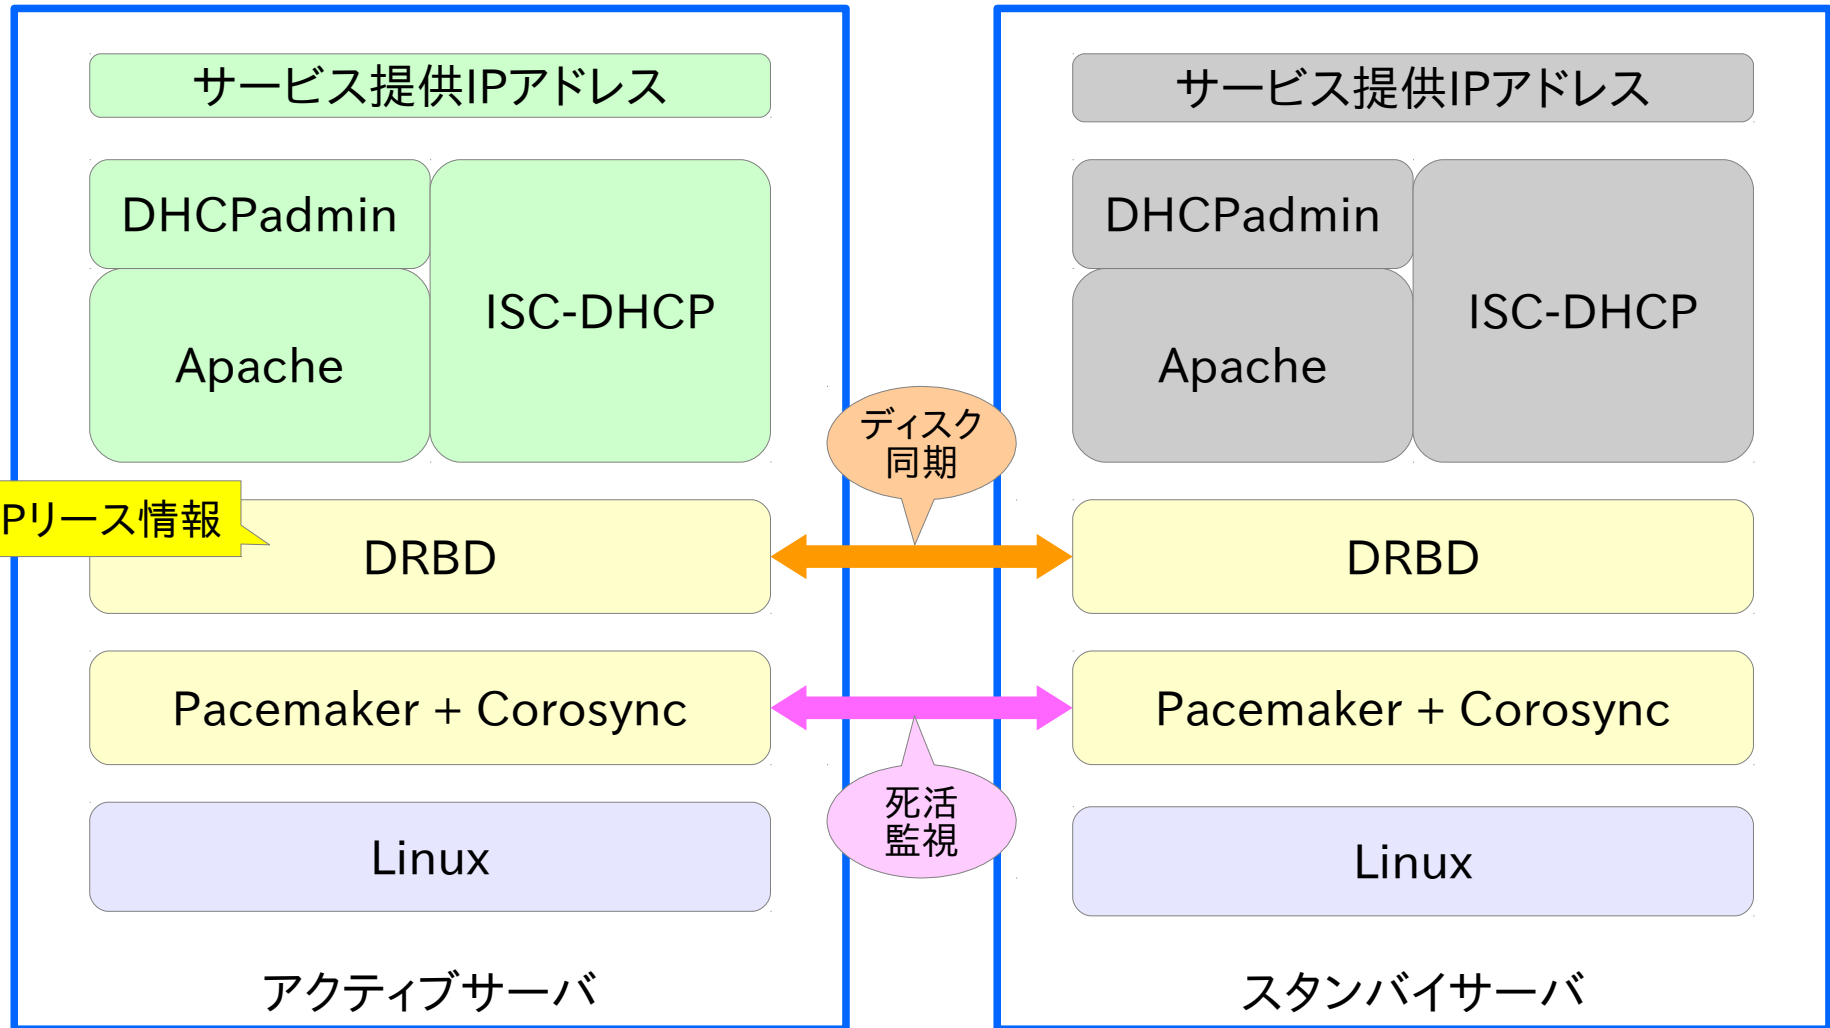 サービス提供IPアドレス
DHCPadmin
Apache
ISC-DHCP
Pリース情報
DRBD
Pacemaker + Corosync
Linux
アクティブサーバ
ディスク
同期
死活
監視
サービス提供IPアドレス
DHCPadmin
Apache
ISC-DHCP
DRBD
Pacemaker + Corosync
Linux
スタンバイサーバ